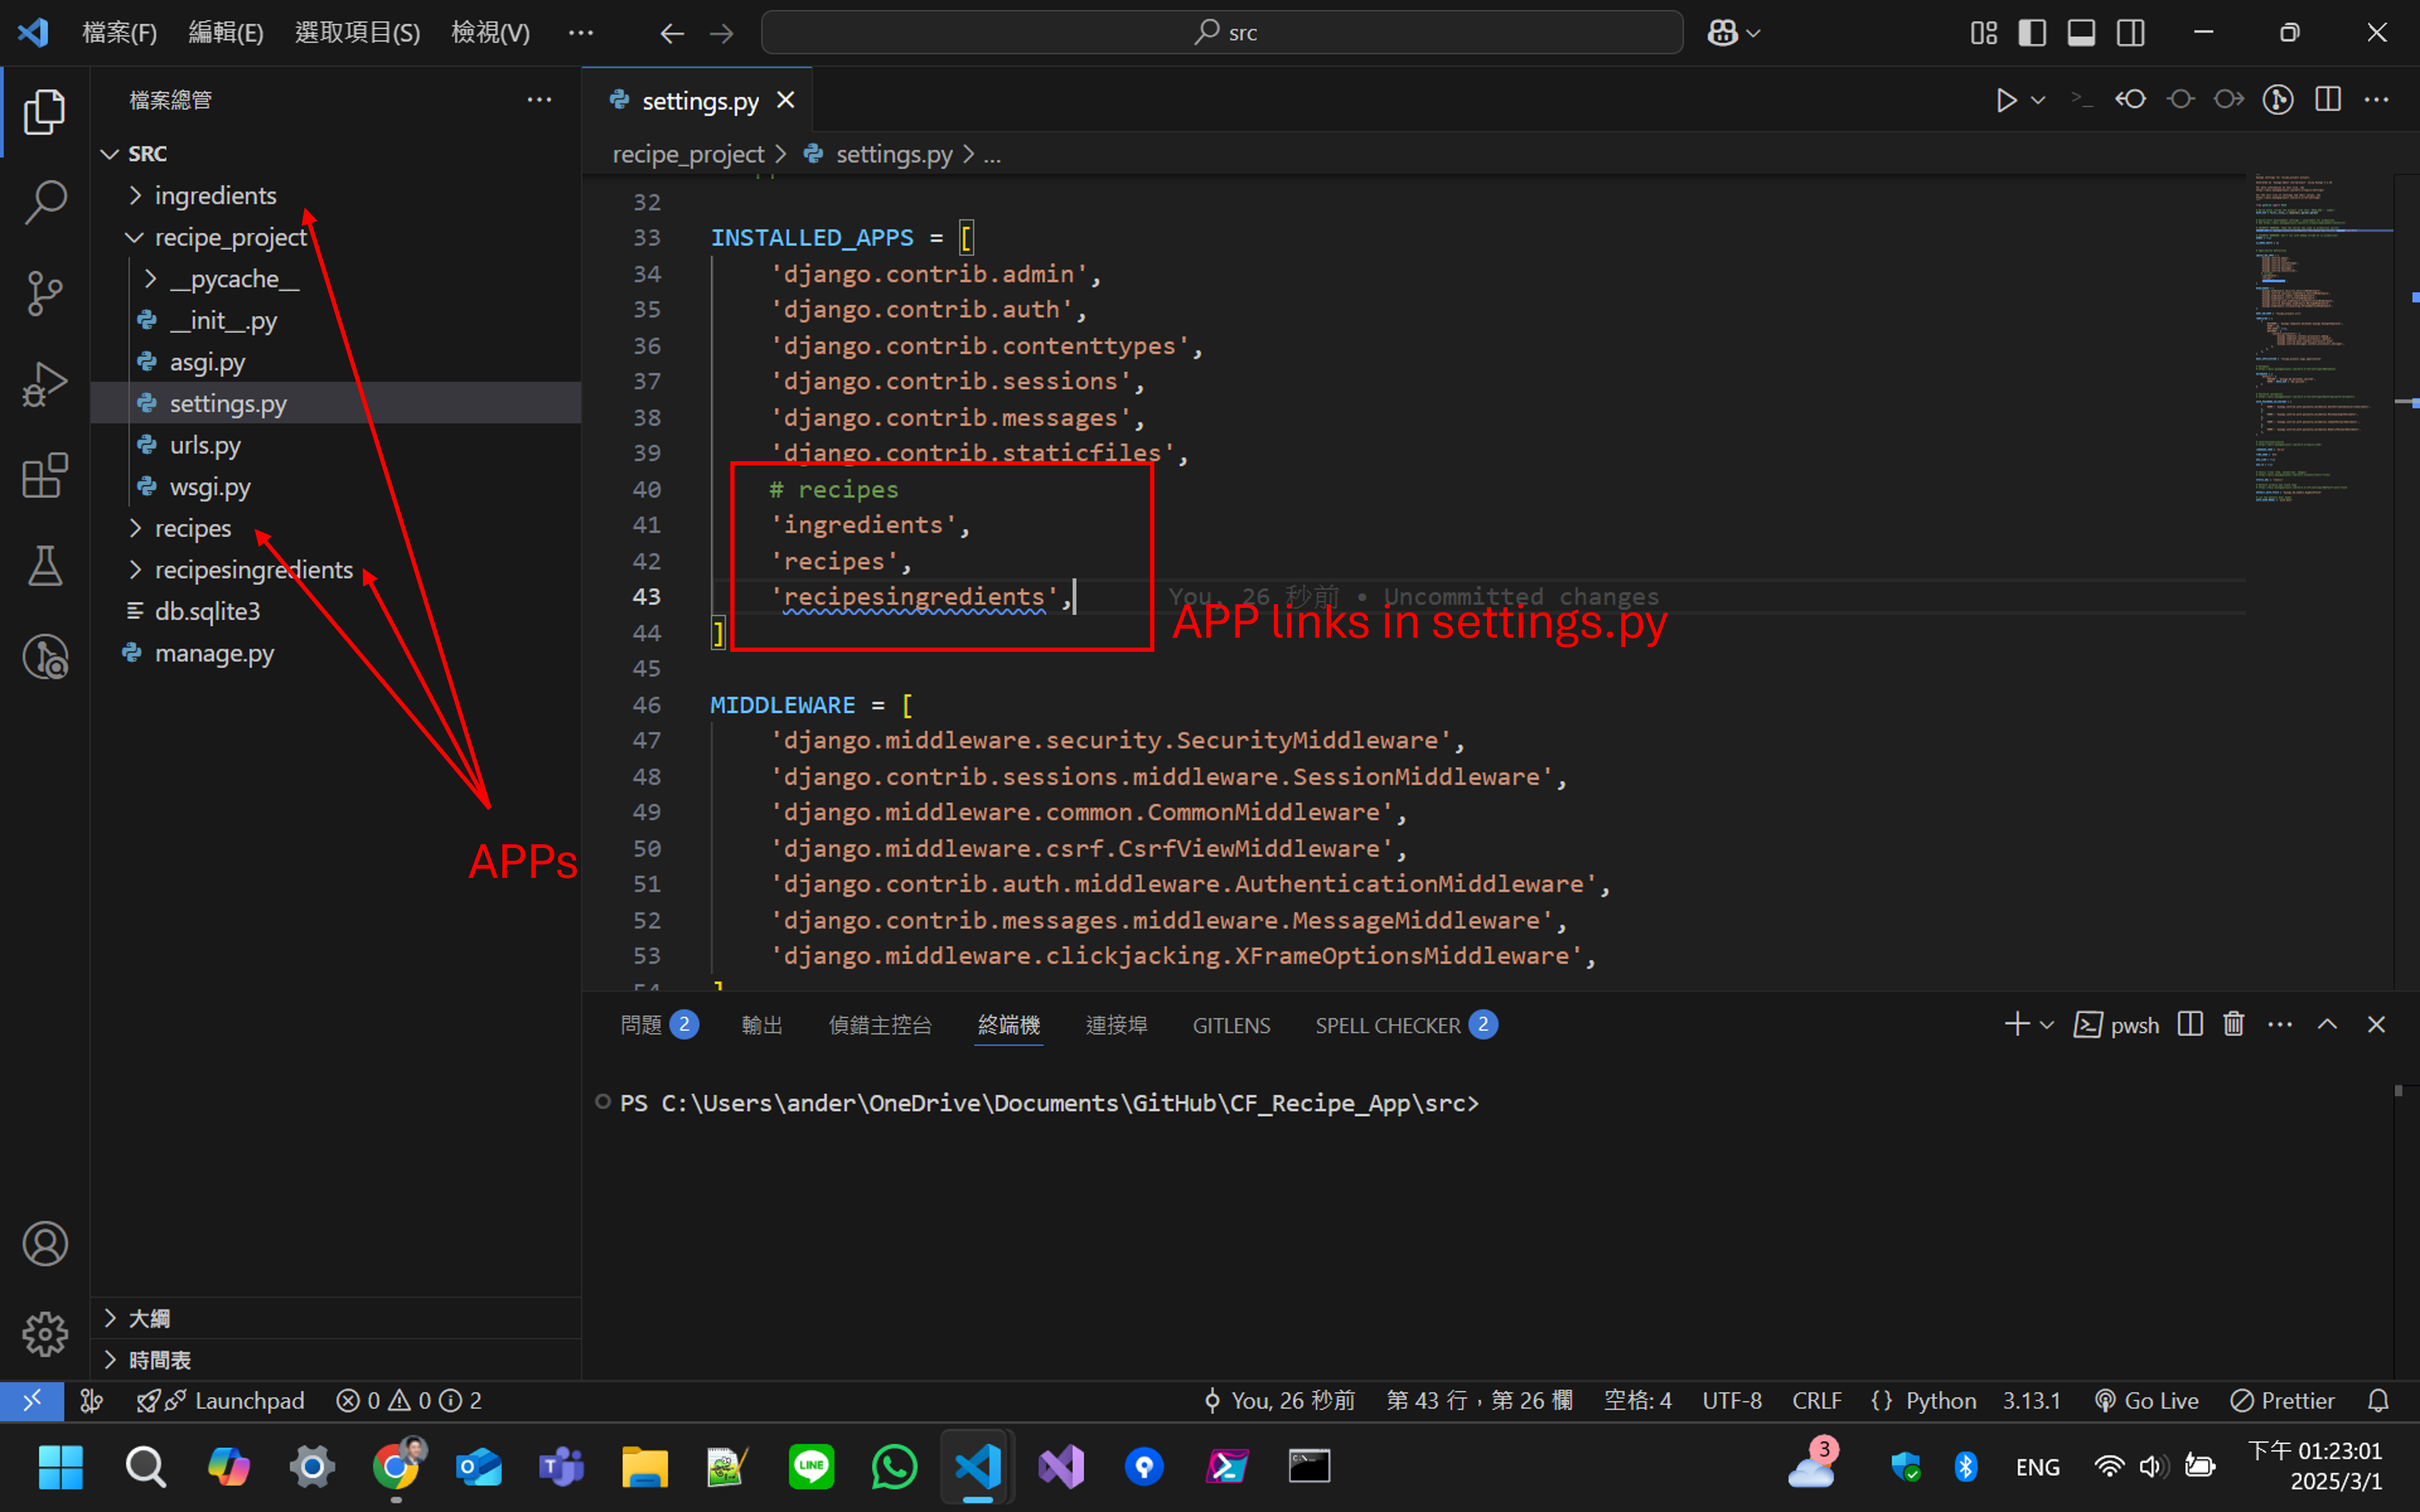 檔案(F) 編輯(E) 選取項目(S) 檢視(V) ··· src
檔案總管 ···
SRC
ingredients
recipe_project
__pycache__
__init__.py
asgi.py
settings.py
urls.py
wsgi.py
recipes
recipesingredients
db.sqlite3
manage.py
APPs
大綱
時間表
settings.py
recipe_project > settings.py > ...
32
33 INSTALLED_APPS = [
34 'django.contrib.admin',
35 'django.contrib.auth',
36 'django.contrib.contenttypes',
37 'django.contrib.sessions',
38 'django.contrib.messages',
39 'django.contrib.staticfiles',
40 # recipes
41 'ingredients',
42 'recipes',
43 'recipesingredients', You, 26 秒前 • Uncommitted changes
APP links in settings.py
44 ]
45
46 MIDDLEWARE = [
47 'django.middleware.security.SecurityMiddleware',
48 'django.contrib.sessions.middleware.SessionMiddleware',
49 'django.middleware.common.CommonMiddleware',
50 'django.middleware.csrf.CsrfViewMiddleware',
51 'django.contrib.auth.middleware.AuthenticationMiddleware',
52 'django.contrib.messages.middleware.MessageMiddleware',
53 'django.middleware.clickjacking.XFrameOptionsMiddleware',
54 ]
問題 2 輸出 偵錯主控台 終端機 連接埠 GITLENS SPELL CHECKER 2 pwsh
PS C:\Users\ander\OneDrive\Documents\GitHub\CF_Recipe_App\src>
Launchpad 0 0 2 You, 26 秒前 第 43 行，第 26 欄 空格: 4 UTF-8 CRLF {} Python 3.13.1 Go Live Prettier
LINE 3 ENG 下午 01:23:01
2025/3/1